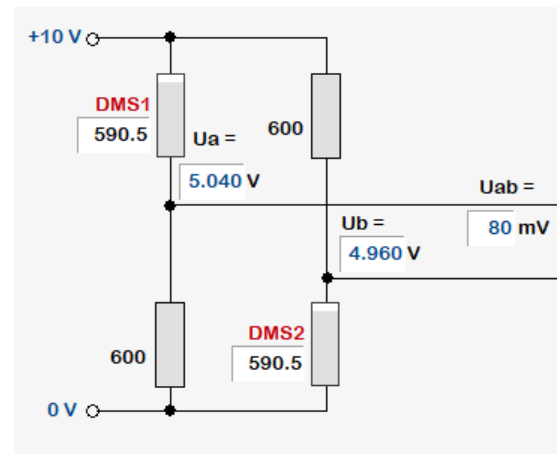 +10 V
DMS1
590.5
600
Ua =
5.040 V
Uab =
80 mV
Ub =
4.960 V
600
DMS2
590.5
0 V